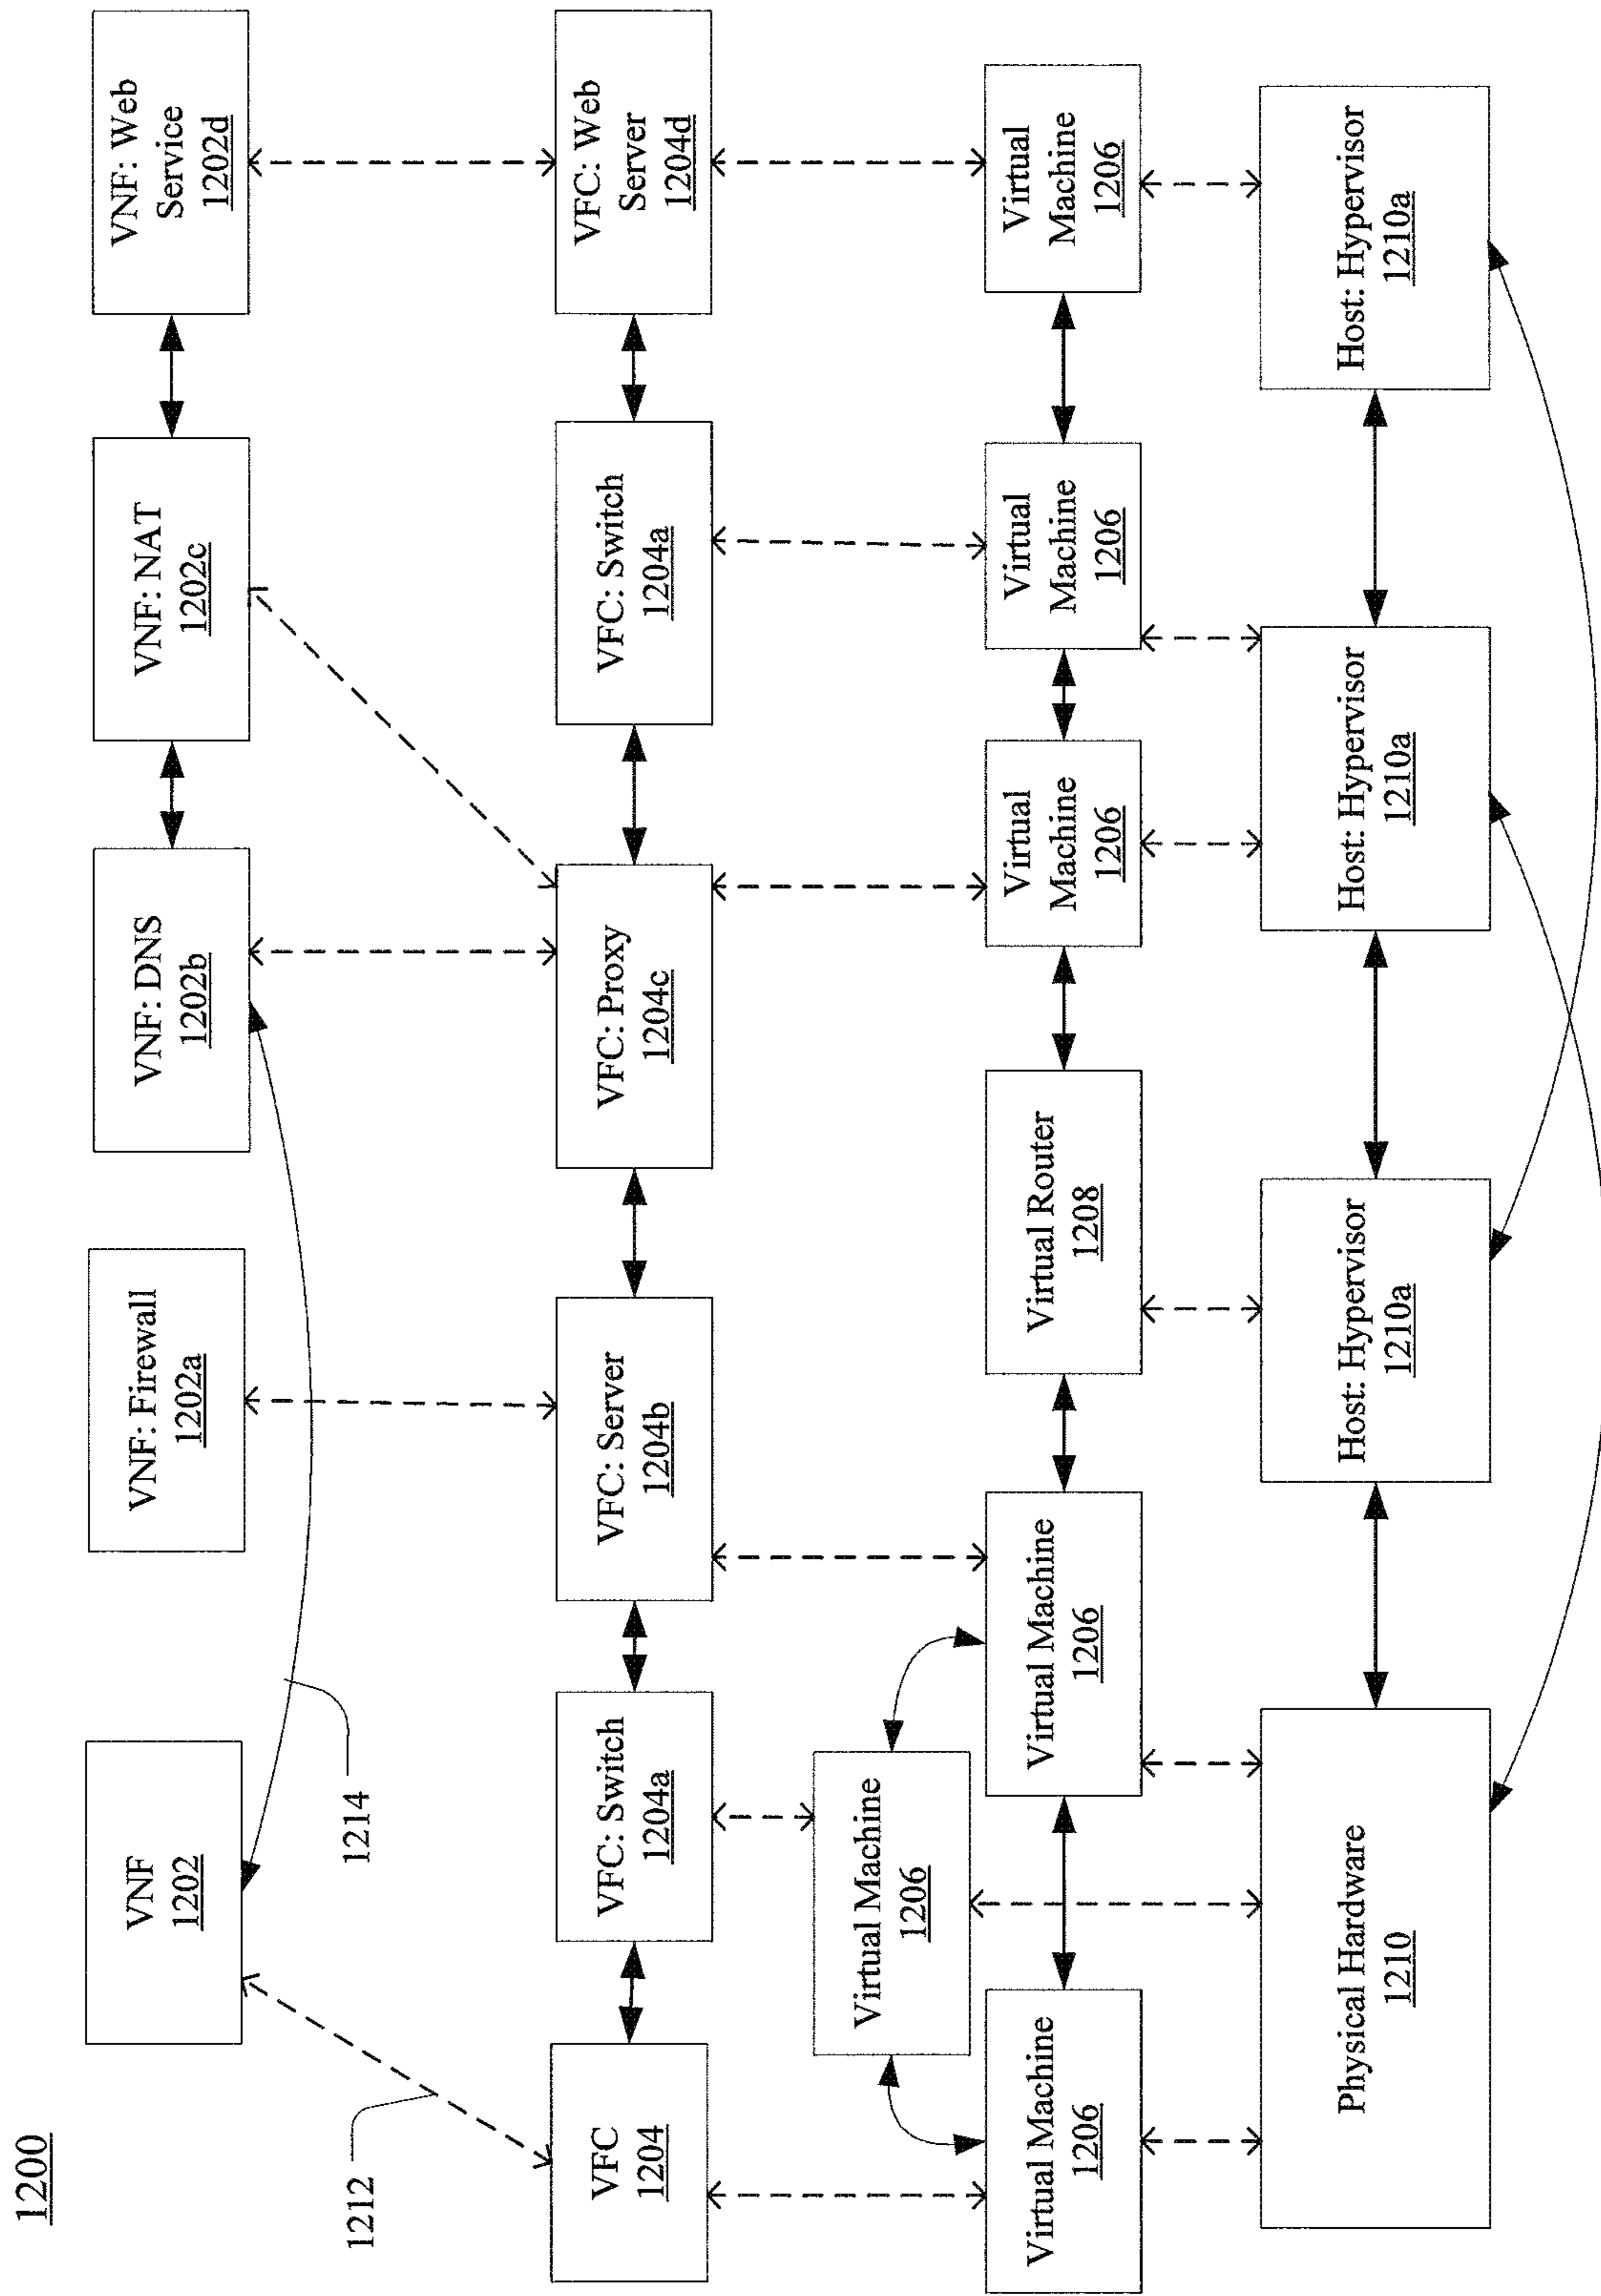 1200
VNF
1202
VNF: Firewall
1202a
VNF: DNS
1202b
VNF: NAT
1202c
VNF: Web
Service
1202d
1212
1214
VFC
1204
VFC: Switch
1204a
VFC: Server
1204b
VFC: Proxy
1204c
VFC: Switch
1204a
VFC: Web
Server
1204d
Virtual Machine
1206
Virtual Machine
1206
Virtual Machine
1206
Virtual Router
1208
Virtual
Machine
1206
Virtual
Machine
1206
Virtual
Machine
1206
Physical Hardware
1210
Host: Hypervisor
1210a
Host: Hypervisor
1210a
Host: Hypervisor
1210a